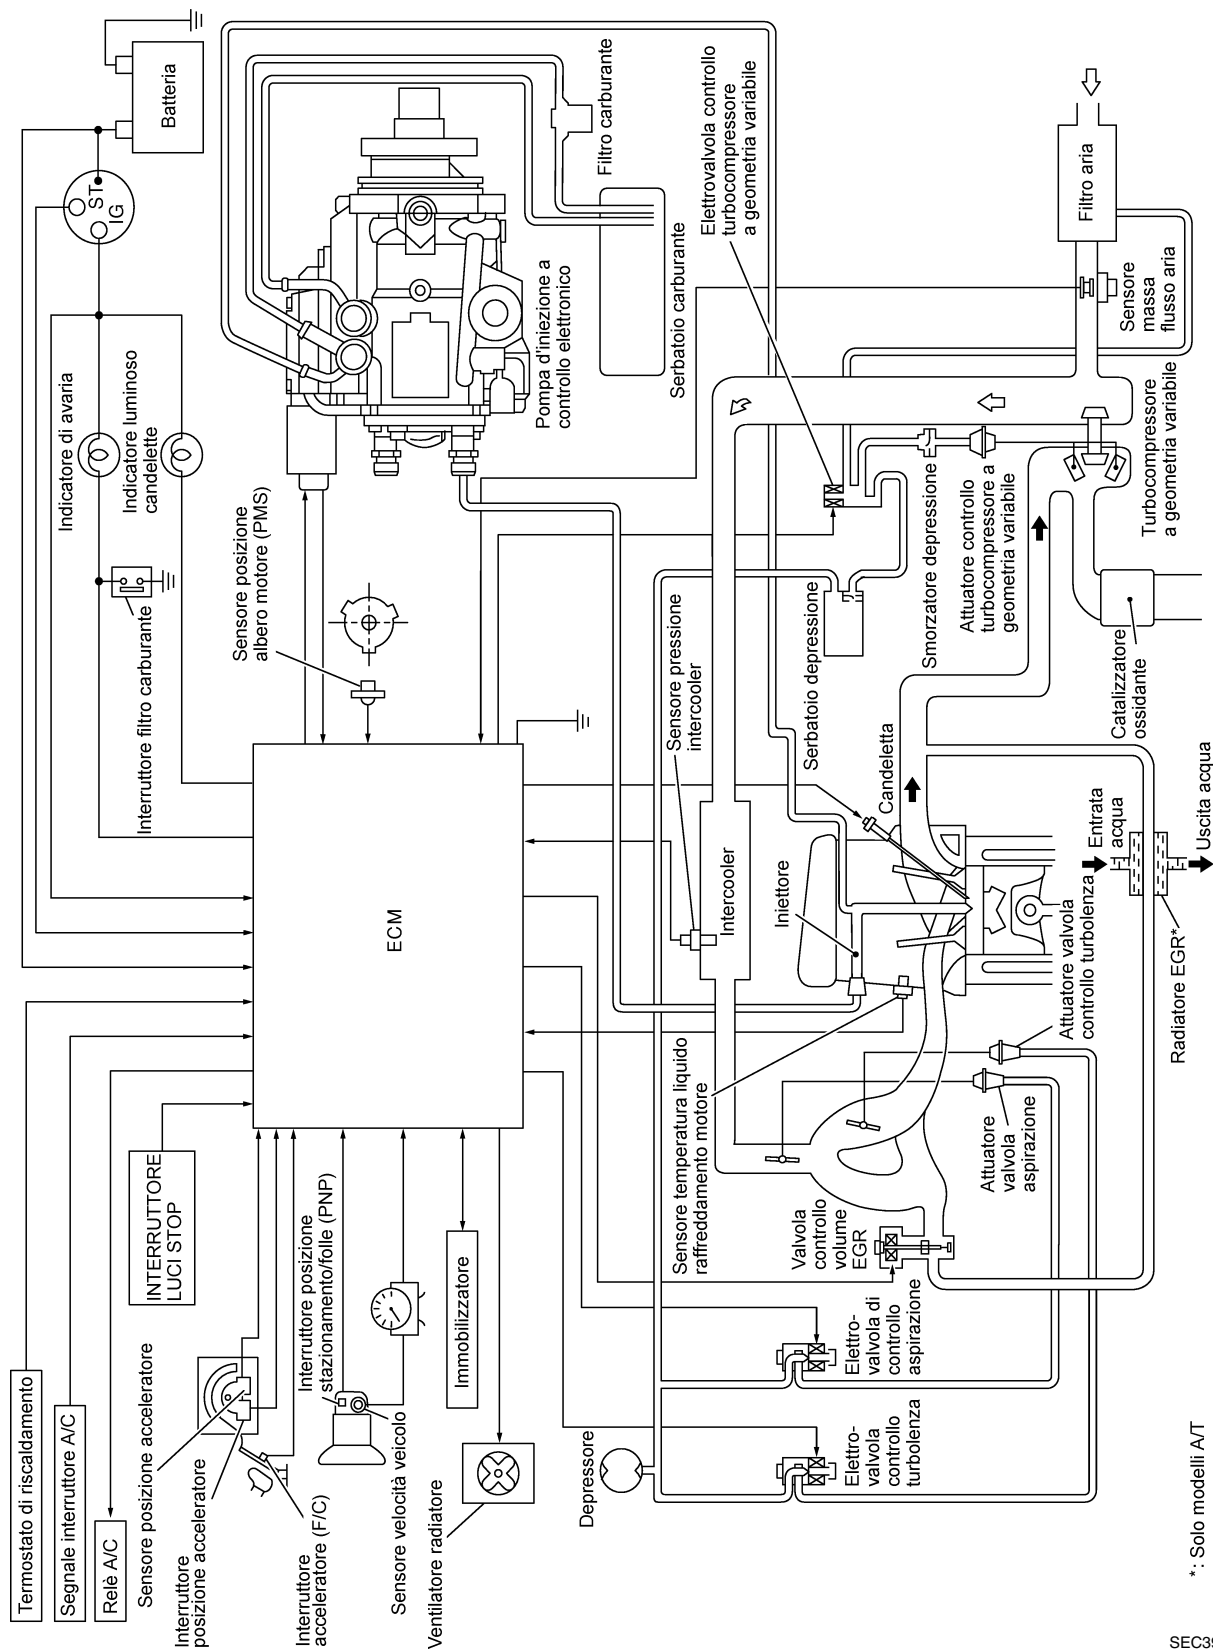 Batteria
ST
IG
Indicatore di avaria
Indicatore luminoso
candelette
Interruttore filtro carburante
Sensore posizione
albero motore (PMS)
Pompa d'iniezione a
controllo elettronico
Filtro carburante
Serbatoio carburante
Elettrovalvola controllo
turbocompressore
a geometria variabile
Filtro aria
Sensore
massa
flusso aria
Turbocompressore
a geometria variabile
Smorzatore depressione
Attuatore controllo
turbocompressore a
geometria variabile
Serbatoio depressione
Sensore pressione
intercooler
Catalizzatore
ossidante
Candeletta
ECM
Intercooler
Iniettore
Entrata
acqua
Uscita acqua
Radiatore EGR*
Attuatore valvola
controllo turbolenza
Attuatore
valvola
aspirazione
Sensore temperatura liquido
raffreddamento motore
Valvola
controllo
volume
EGR
Elettro-
valvola di
controllo
aspirazione
Elettro-
valvola
controllo
turbolenza
Depressore
INTERRUTTORE
LUCI STOP
Termostato di riscaldamento
Segnale interruttore A/C
Relè A/C
Sensore posizione acceleratore
Interruttore
posizione acceleratore
Interruttore
acceleratore (F/C)
Interruttore posizione
stazionamento/folle (PNP)
Sensore velocità veicolo
Immobilizzatore
Ventilatore radiatore
*: Solo modelli A/T